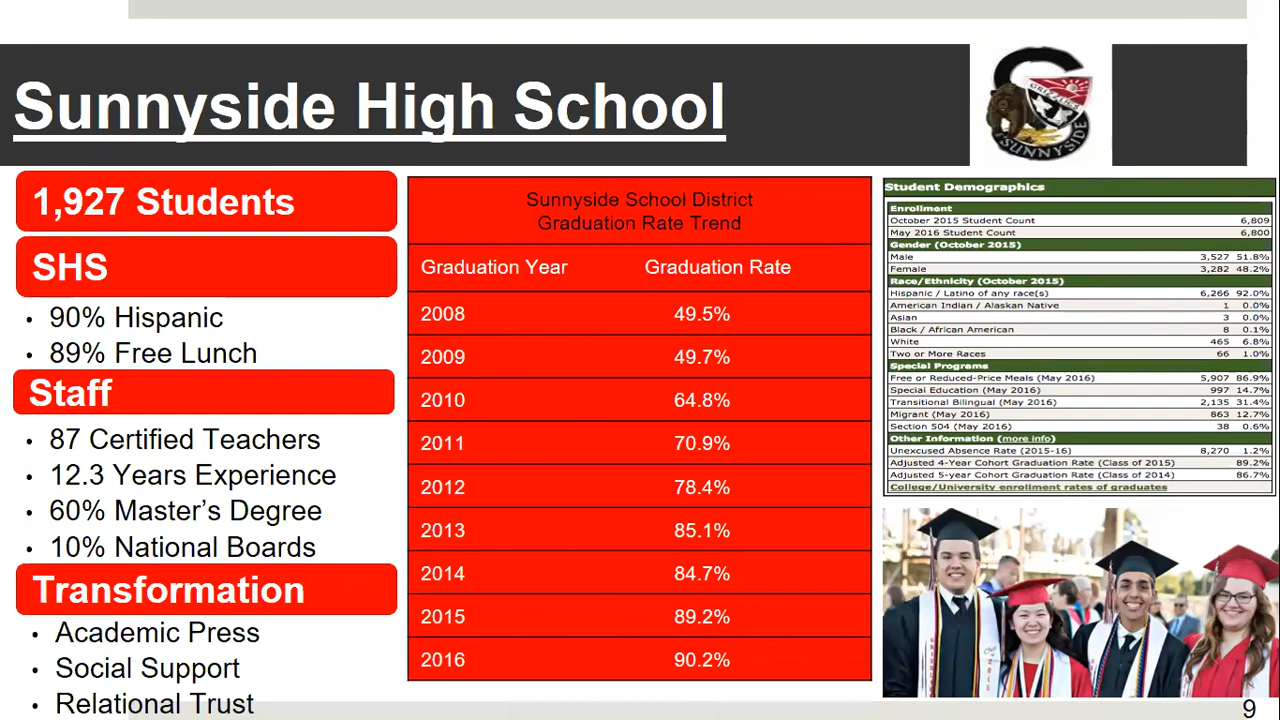 Sunnyside High School
GRIZZLIES
SUNNYSIDE
1,927 Students
SHS
• 90% Hispanic
• 89% Free Lunch
Staff
• 87 Certified Teachers
• 12.3 Years Experience
• 60% Master’s Degree
• 10% National Boards
Transformation
• Academic Press
• Social Support
• Relational Trust
Sunnyside School District
Graduation Rate Trend
Graduation Year Graduation Rate
2008 49.5%
2009 49.7%
2010 64.8%
2011 70.9%
2012 78.4%
2013 85.1%
2014 84.7%
2015 89.2%
2016 90.2%
Student Demographics
Enrollment
October 2015 Student Count 6,809
May 2016 Student Count 6,800
Gender (October 2015)
Male 3,527 51.8%
Female 3,282 48.2%
Race/Ethnicity (October 2015)
Hispanic / Latino of any race(s) 6,266 92.0%
American Indian / Alaskan Native 1 0.0%
Asian 3 0.0%
Black / African American 8 0.1%
White 465 6.8%
Two or More Races 66 1.0%
Special Programs
Free or Reduced-Price Meals (May 2016) 5,907 86.9%
Special Education (May 2016) 997 14.7%
Transitional Bilingual (May 2016) 2,135 31.4%
Migrant (May 2016) 863 12.7%
Section 504 (May 2016) 38 0.6%
Other Information (more info)
Unexcused Absence Rate (2015-16) 8,270 1.2%
Adjusted 4-Year Cohort Graduation Rate (Class of 2015) 89.2%
Adjusted 5-year Cohort Graduation Rate (Class of 2014) 86.7%
College/University enrollment rates of graduates
9